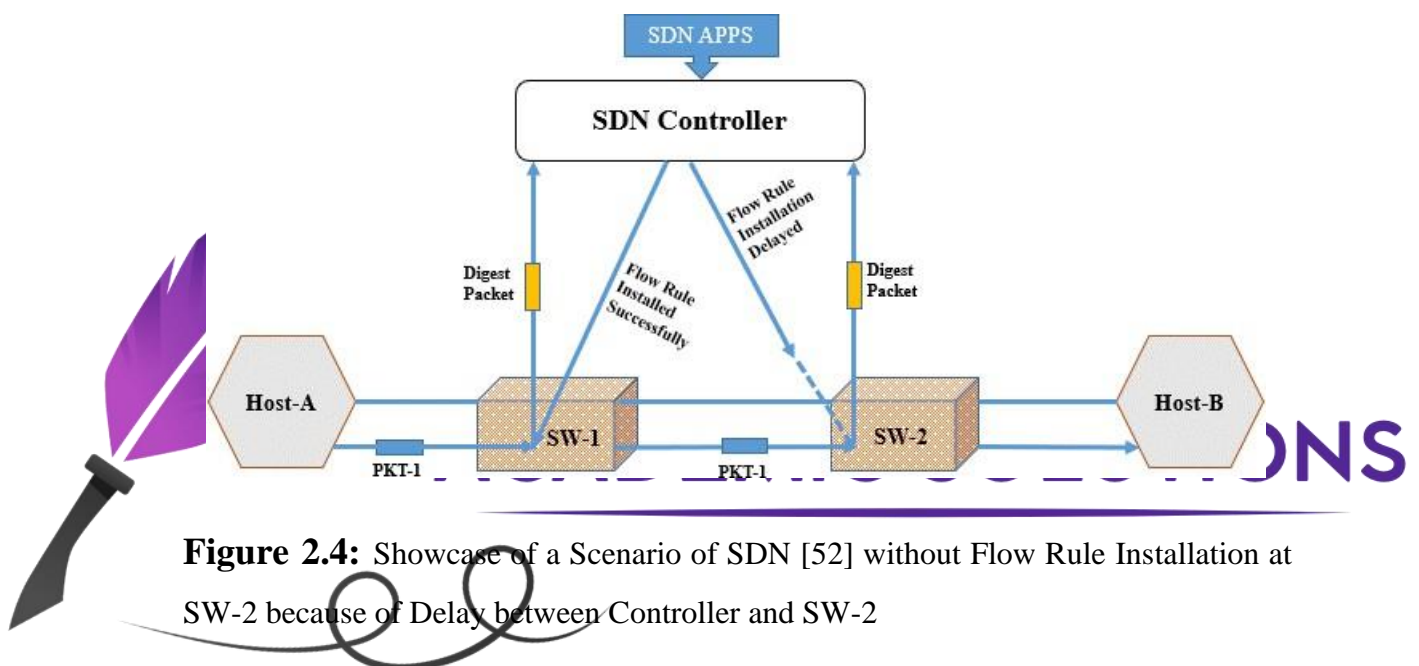 SDN APPS
SDN Controller
Flow Rule
Installation
Delayed
Flow Rule
Installed
Successfully
Digest
Packet
Digest
Packet
Host-A
SW-1
SW-2
Host-B
PKT-1
PKT-1
ONS
Figure 2.4: Showcase of a Scenario of SDN [52] without Flow Rule Installation at
SW-2 because of Delay between Controller and SW-2